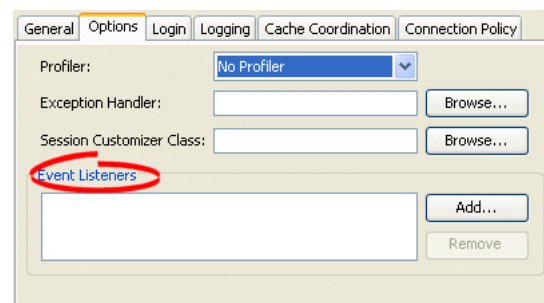 General Options Login Logging Cache Coordination Connection Policy
Profiler: No Profiler
Exception Handler: Browse...
Session Customizer Class: Browse...
Event Listeners
Add...
Remove